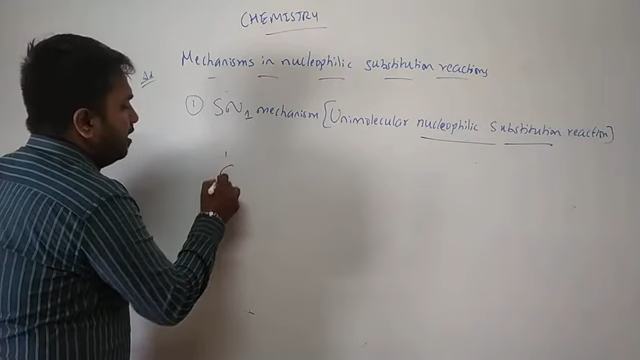 CHEMISTRY
Mechanisms in nucleophilic substitution reactions
① SN1 mechanism [Unimolecular nucleophilic substitution reaction]